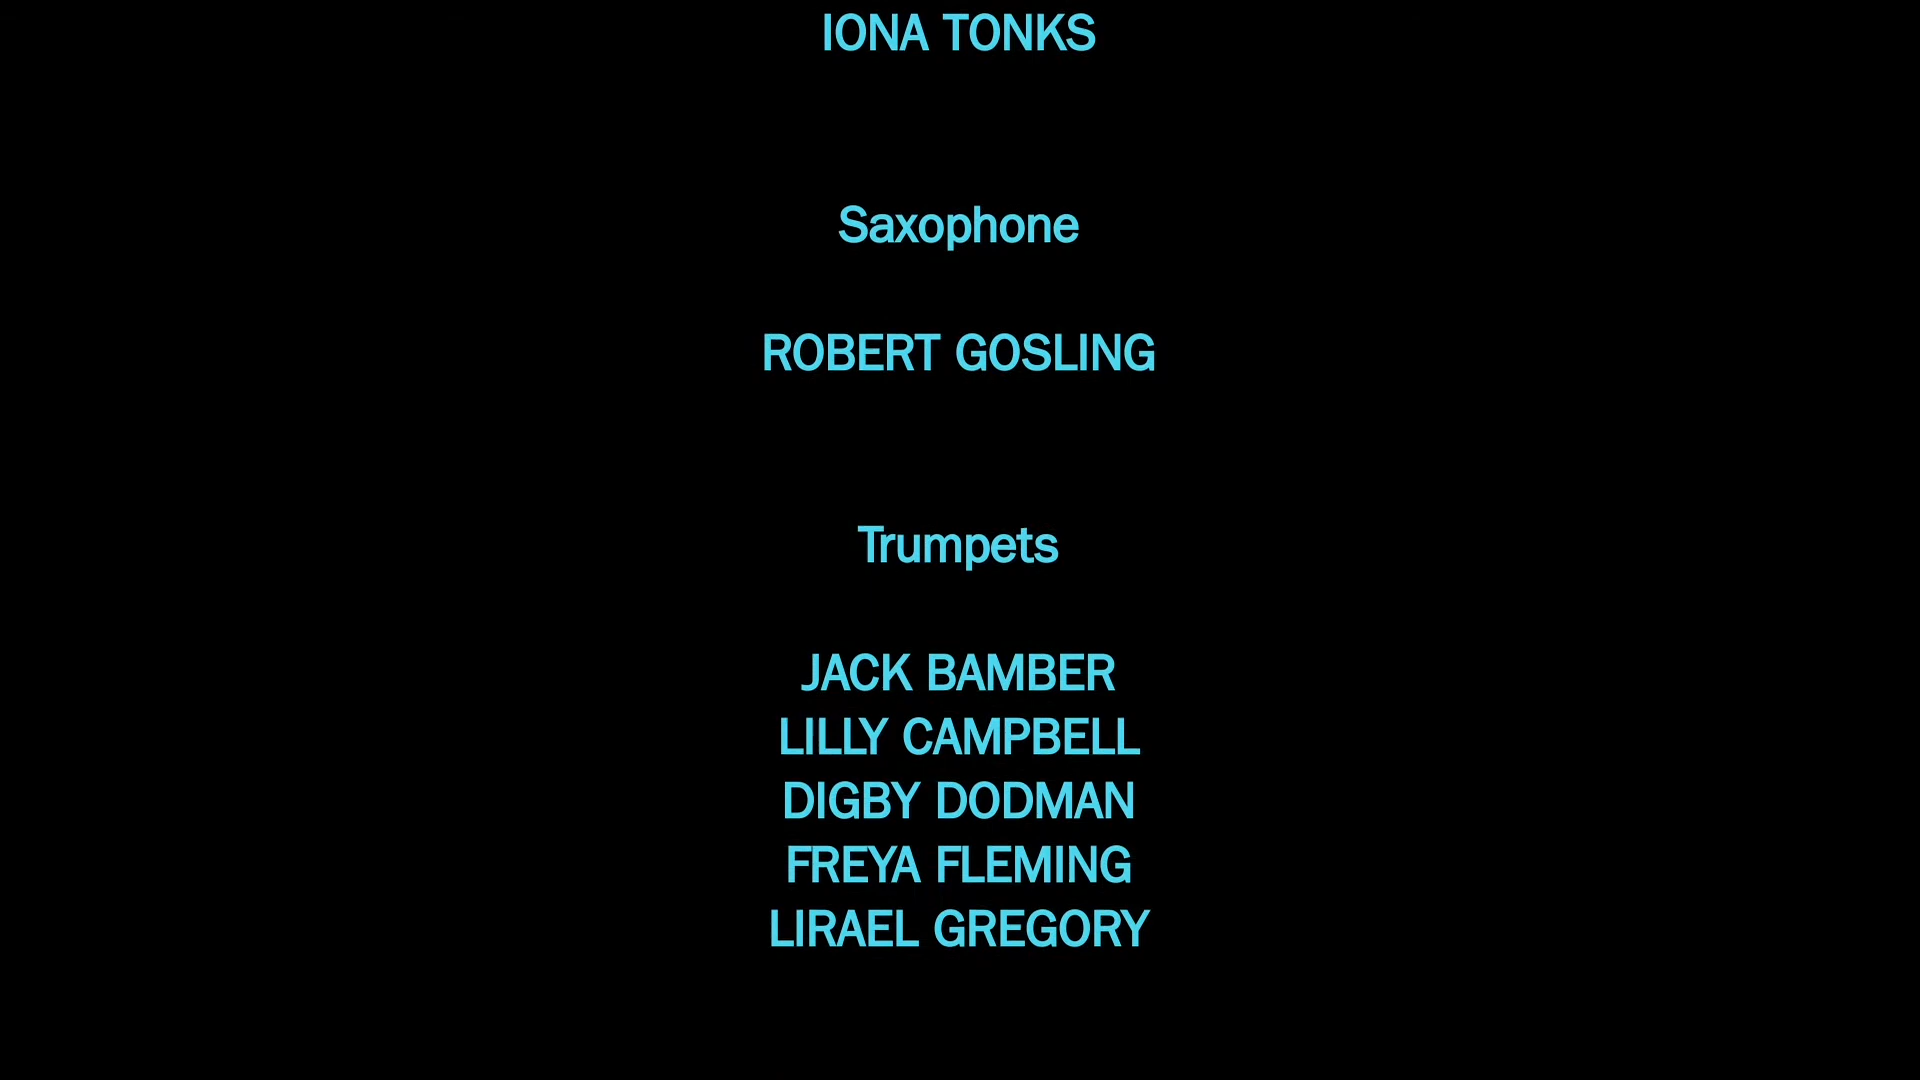 IONA TONKS
Saxophone
ROBERT GOSLING
Trumpets
JACK BAMBER
LILLY CAMPBELL
DIGBY DODMAN
FREYA FLEMING
LIRAEL GREGORY